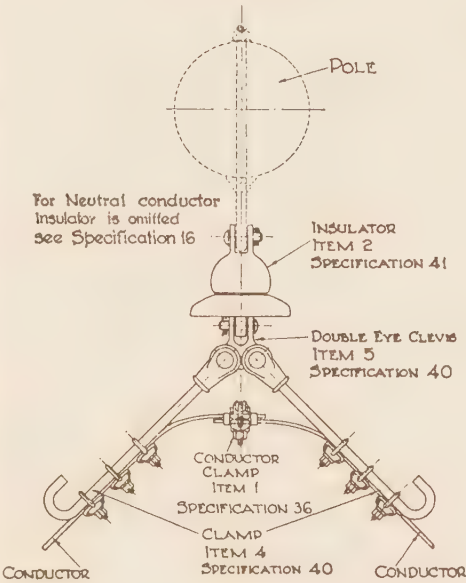 POLE
For Neutral conductor
Insulator is omitted
see Specification 16
INSULATOR
ITEM 2
SPECIFICATION 41
DOUBLE EYE CLEVIS
ITEM 5
SPECIFICATION 40
CONDUCTOR
CLAMP
ITEM 1
SPECIFICATION 36
CLAMP
ITEM 4
SPECIFICATION 40
CONDUCTOR
CONDUCTOR